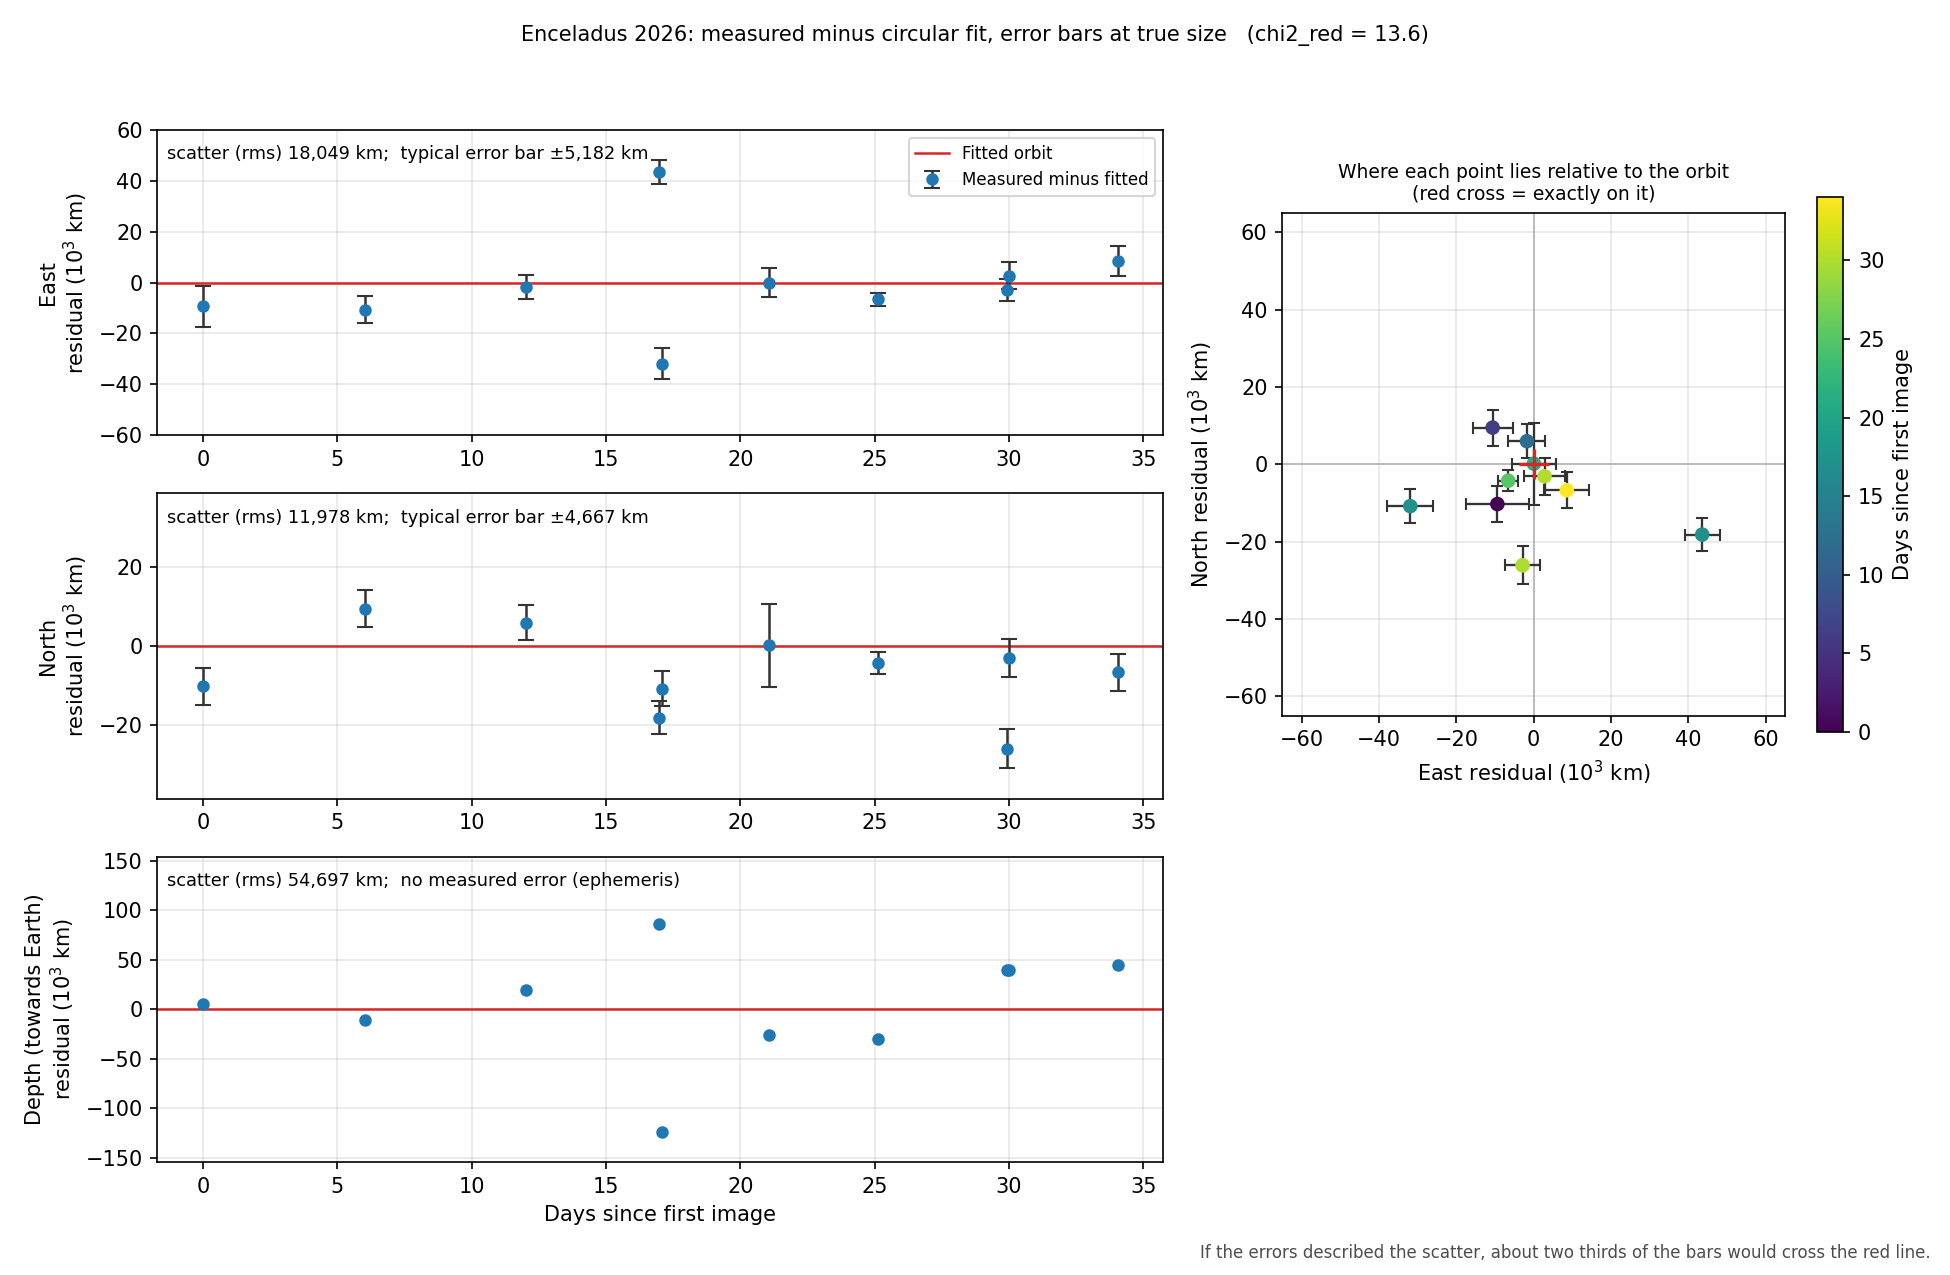 Enceladus 2026: measured minus circular fit, error bars at true size (chi2_red = 13.6)
scatter (rms) 18,049 km; typical error bar ±5,182 km
Fitted orbit
Measured minus fitted
East
residual (10³ km)
60
40
20
0
−20
−40
−60
0 5 10 15 20 25 30 35
scatter (rms) 11,978 km; typical error bar ±4,667 km
North
residual (10³ km)
20
0
−20
0 5 10 15 20 25 30 35
scatter (rms) 54,697 km; no measured error (ephemeris)
Depth (towards Earth)
residual (10³ km)
150
100
50
0
−50
−100
−150
0 5 10 15 20 25 30 35
Days since first image
Where each point lies relative to the orbit
(red cross = exactly on it)
North residual (10³ km)
60
40
20
0
−20
−40
−60
−60 −40 −20 0 20 40 60
East residual (10³ km)
30
25
20
15
10
5
0
Days since first image
If the errors described the scatter, about two thirds of the bars would cross the red line.